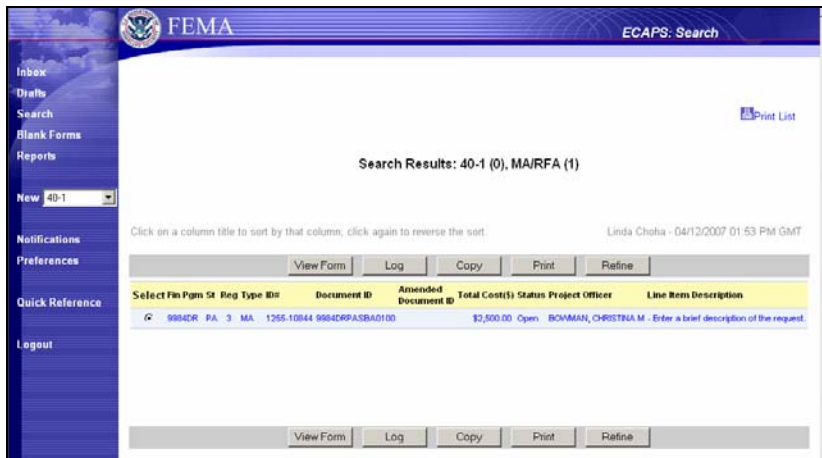 FEMA
ECAPS: Search
Inbox
Drafts
Search
Blank Forms
Reports
New 40-1
Notifications
Preferences
Quick Reference
Logout
Print List
Search Results: 40-1 (0), MA/RFA (1)
Click on a column title to sort by that column; click again to reverse the sort. Linda Choha - 04/12/2007 01:53 PM GMT
View Form Log Copy Print Refine
Select Fin Pgm St Reg Type ID# Document ID Amended Document ID Total Cost($) Status Project Officer Line Item Description
9984DR PA 3 MA 1255-10844 9984DRPASBA0100 $2,500.00 Open BOWMAN, CHRISTINA M - Enter a brief description of the request.
View Form Log Copy Print Refine